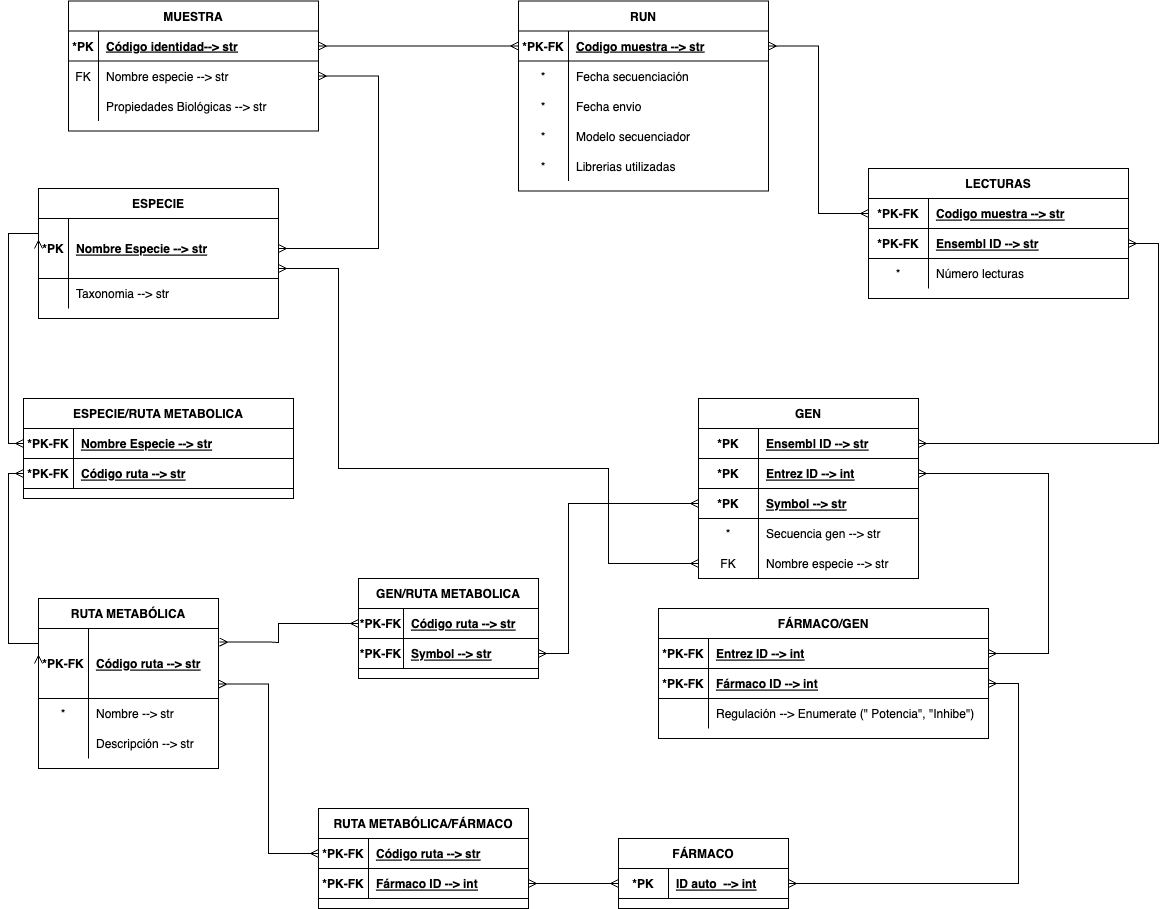 MUESTRA
*PK Código identidad--> str
FK Nombre especie --> str
Propiedades Biológicas --> str
RUN
*PK-FK Codigo muestra --> str
* Fecha secuenciación
* Fecha envio
* Modelo secuenciador
* Librerias utilizadas
LECTURAS
*PK-FK Codigo muestra --> str
*PK-FK Ensembl ID --> str
* Número lecturas
ESPECIE
*PK Nombre Especie --> str
Taxonomia --> str
ESPECIE/RUTA METABOLICA
*PK-FK Nombre Especie --> str
*PK-FK Código ruta --> str
GEN
*PK Ensembl ID --> str
*PK Entrez ID --> int
*PK Symbol --> str
* Secuencia gen --> str
FK Nombre especie --> str
GEN/RUTA METABOLICA
*PK-FK Código ruta --> str
*PK-FK Symbol --> str
RUTA METABÓLICA
*PK-FK Código ruta --> str
* Nombre --> str
Descripción --> str
FÁRMACO/GEN
*PK-FK Entrez ID --> int
*PK-FK Fármaco ID --> int
Regulación --> Enumerate (" Potencia", "Inhibe")
RUTA METABÓLICA/FÁRMACO
*PK-FK Código ruta --> str
*PK-FK Fármaco ID --> int
FÁRMACO
*PK ID auto --> int